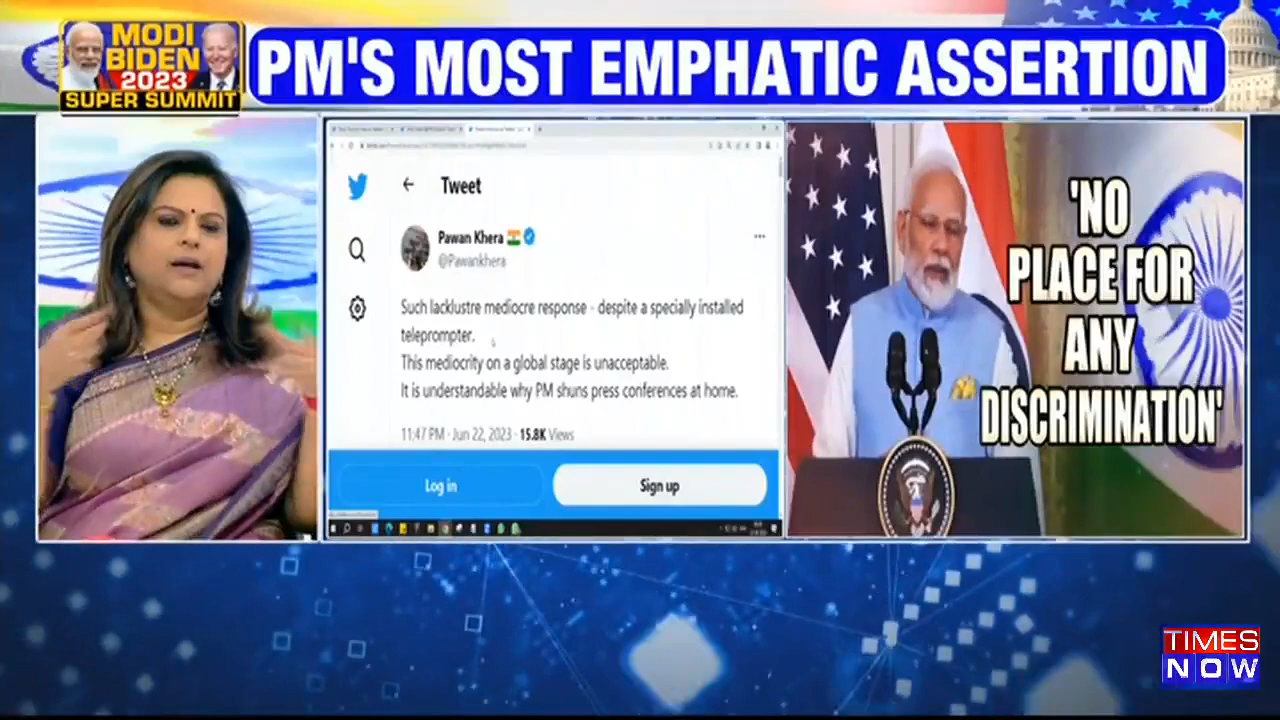 MODI
BIDEN
2023
SUPER SUMMIT
PM'S MOST EMPHATIC ASSERTION
Tweet
Pawan Khera
@Pawankhera
Such lacklustre mediocre response - despite a specially installed
teleprompter.
This mediocrity on a global stage is unacceptable.
It is understandable why PM shuns press conferences at home.
11:47 PM · Jun 22, 2023 · 15.8K Views
Log in
Sign up
'NO
PLACE FOR
ANY
DISCRIMINATION'
TIMES
NOW